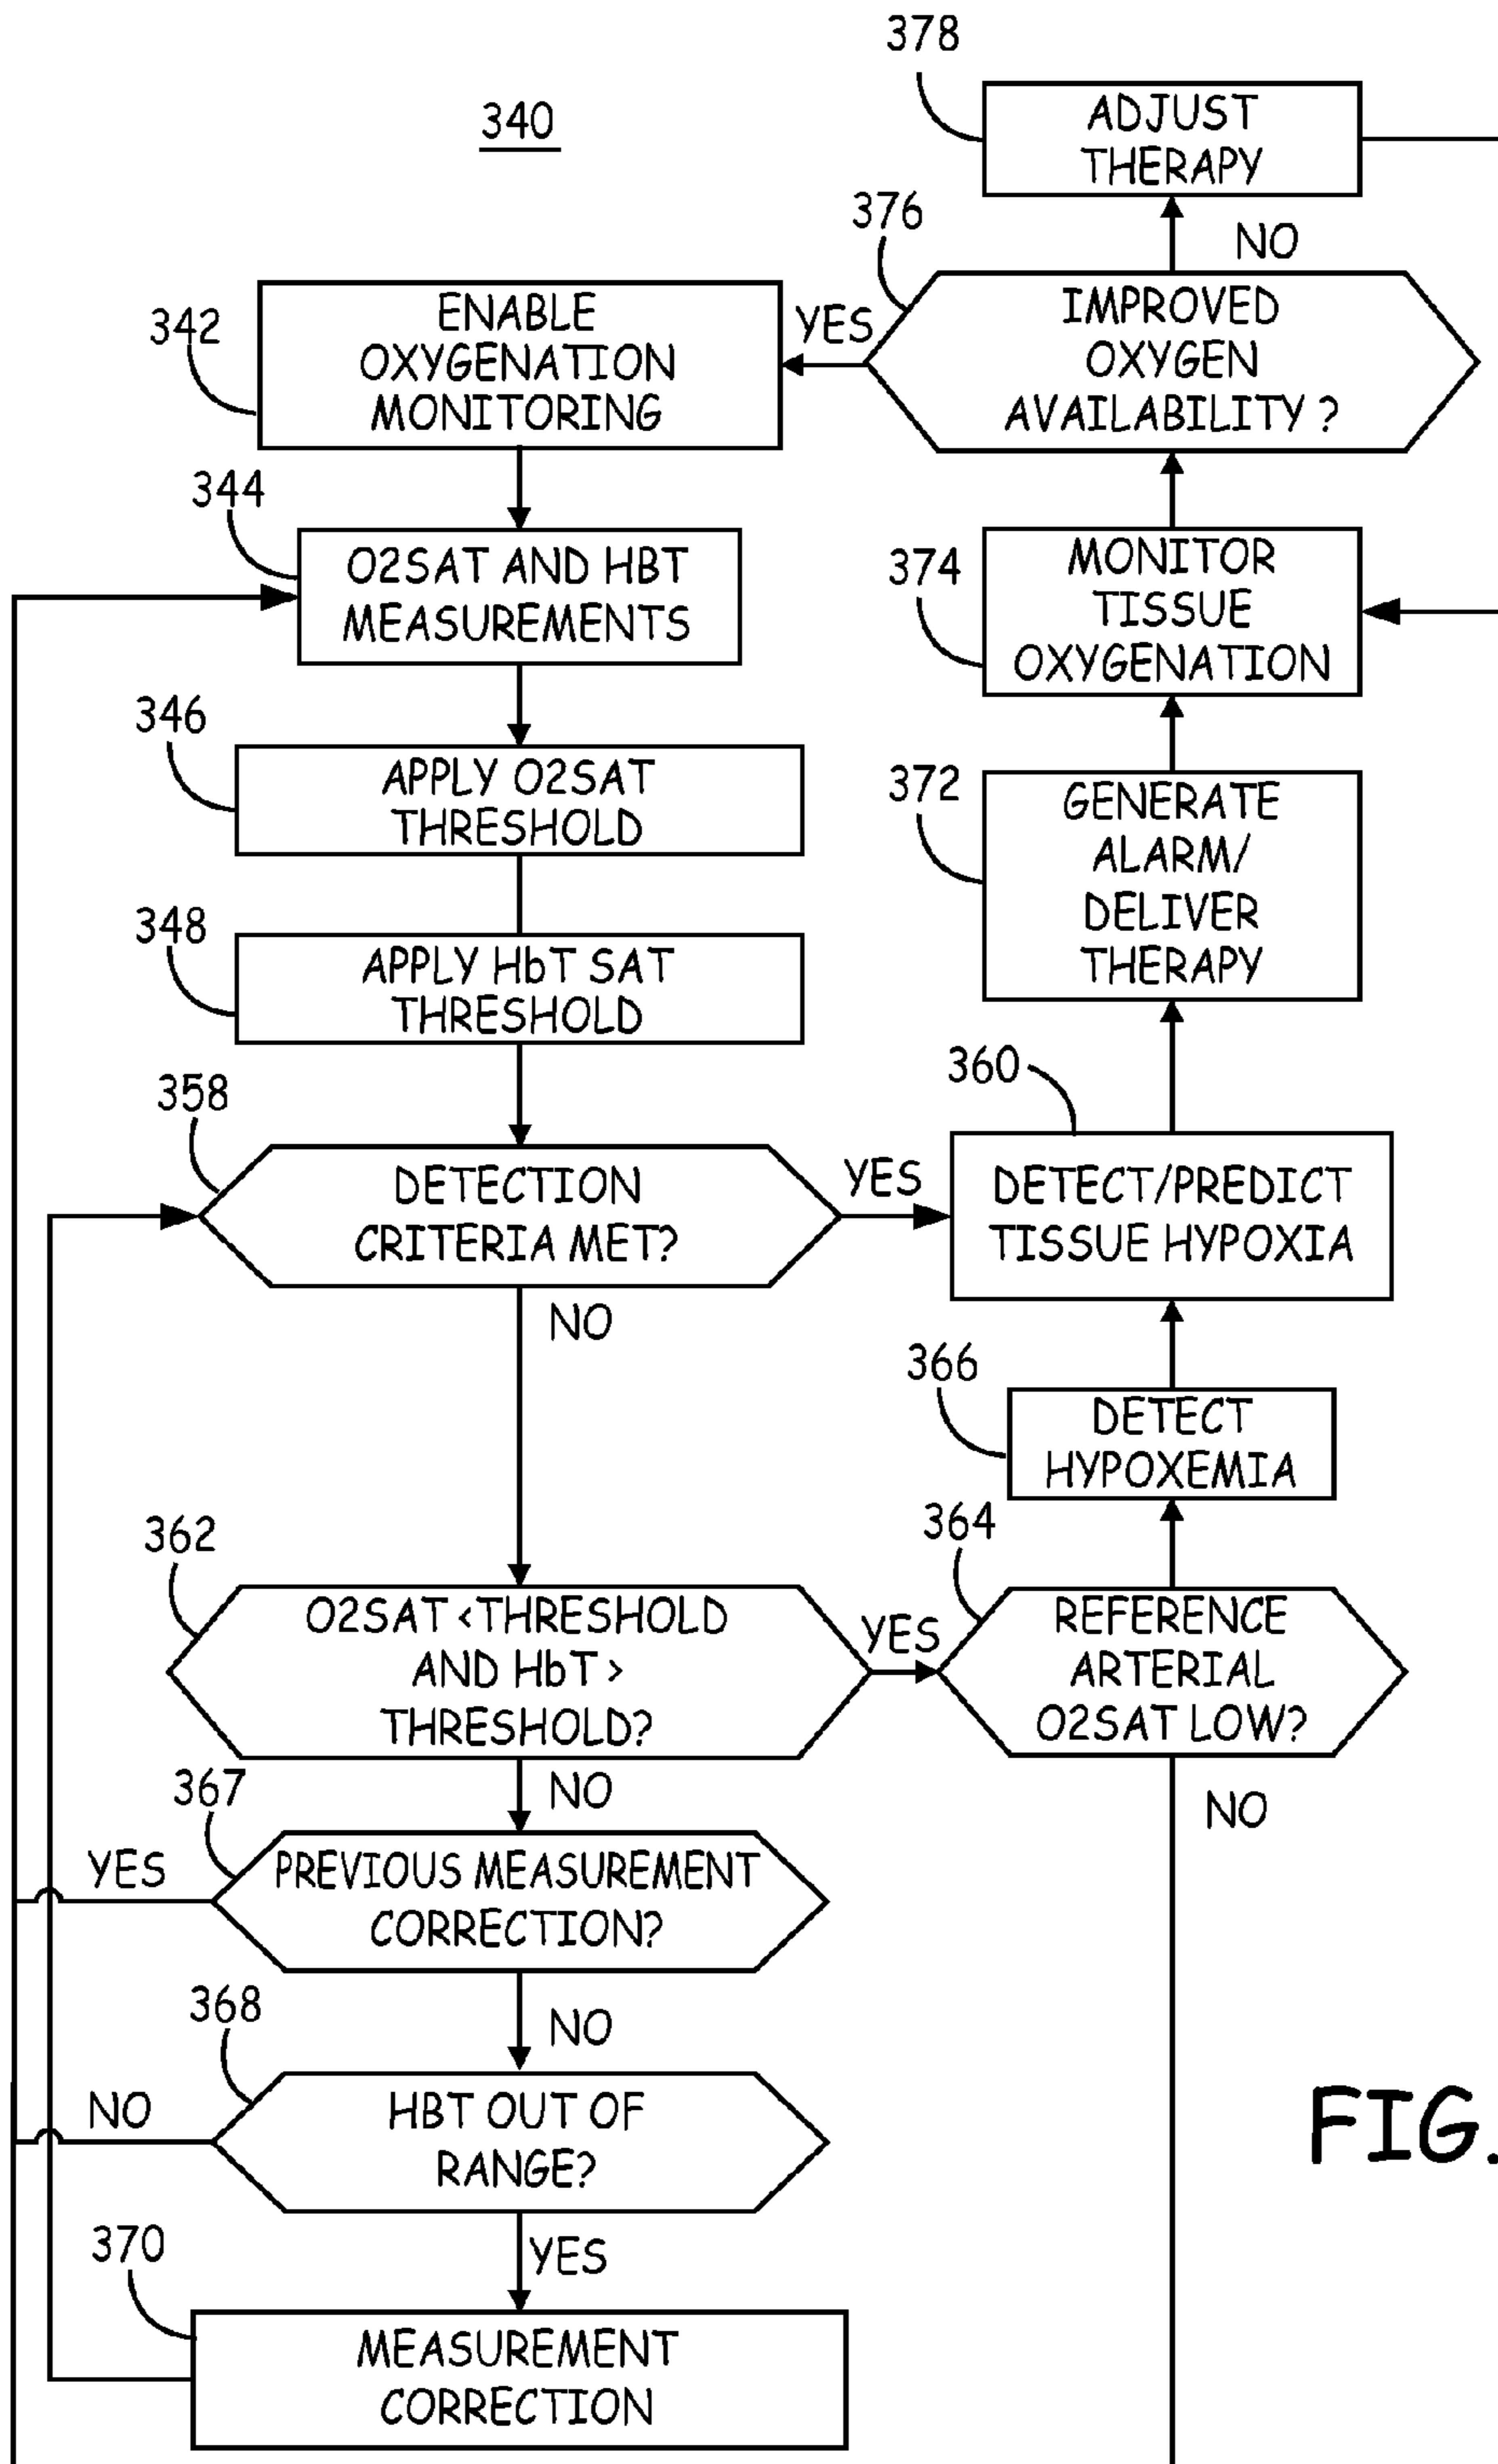 340
342
ENABLE
OXYGENATION
MONITORING
344
O2SAT AND HBT
MEASUREMENTS
346
APPLY O2SAT
THRESHOLD
348
APPLY HbT SAT
THRESHOLD
358
DETECTION
CRITERIA MET?
YES
NO
362
O2SAT <THRESHOLD
AND HbT >
THRESHOLD?
YES
NO
367
PREVIOUS MEASUREMENT
CORRECTION?
YES
NO
368
HBT OUT OF
RANGE?
NO
YES
370
MEASUREMENT
CORRECTION
378
ADJUST
THERAPY
NO
376
IMPROVED
OXYGEN
AVAILABILITY ?
YES
374
MONITOR
TISSUE
OXYGENATION
372
GENERATE
ALARM/
DELIVER
THERAPY
360
DETECT/PREDICT
TISSUE HYPOXIA
366
DETECT
HYPOXEMIA
364
REFERENCE
ARTERIAL
O2SAT LOW?
NO
FIG.